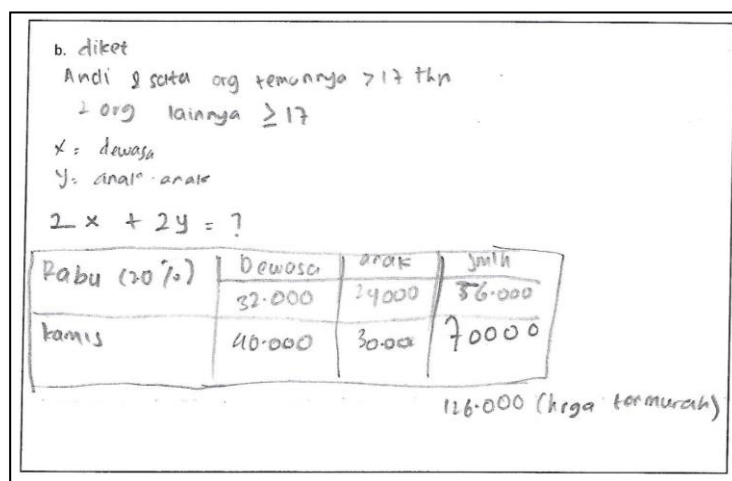 b. diket
Andi & satu org temannya > 17 thn
2 org lainnya ≥ 17
x = dewasa
y = anak-anak
2x + 2y = ?
Rabu (20%) Dewasa anak Jmlh
32.000 24000 56.000
kamis 40.000 30.000 70000
126.000 (hrga termurah)